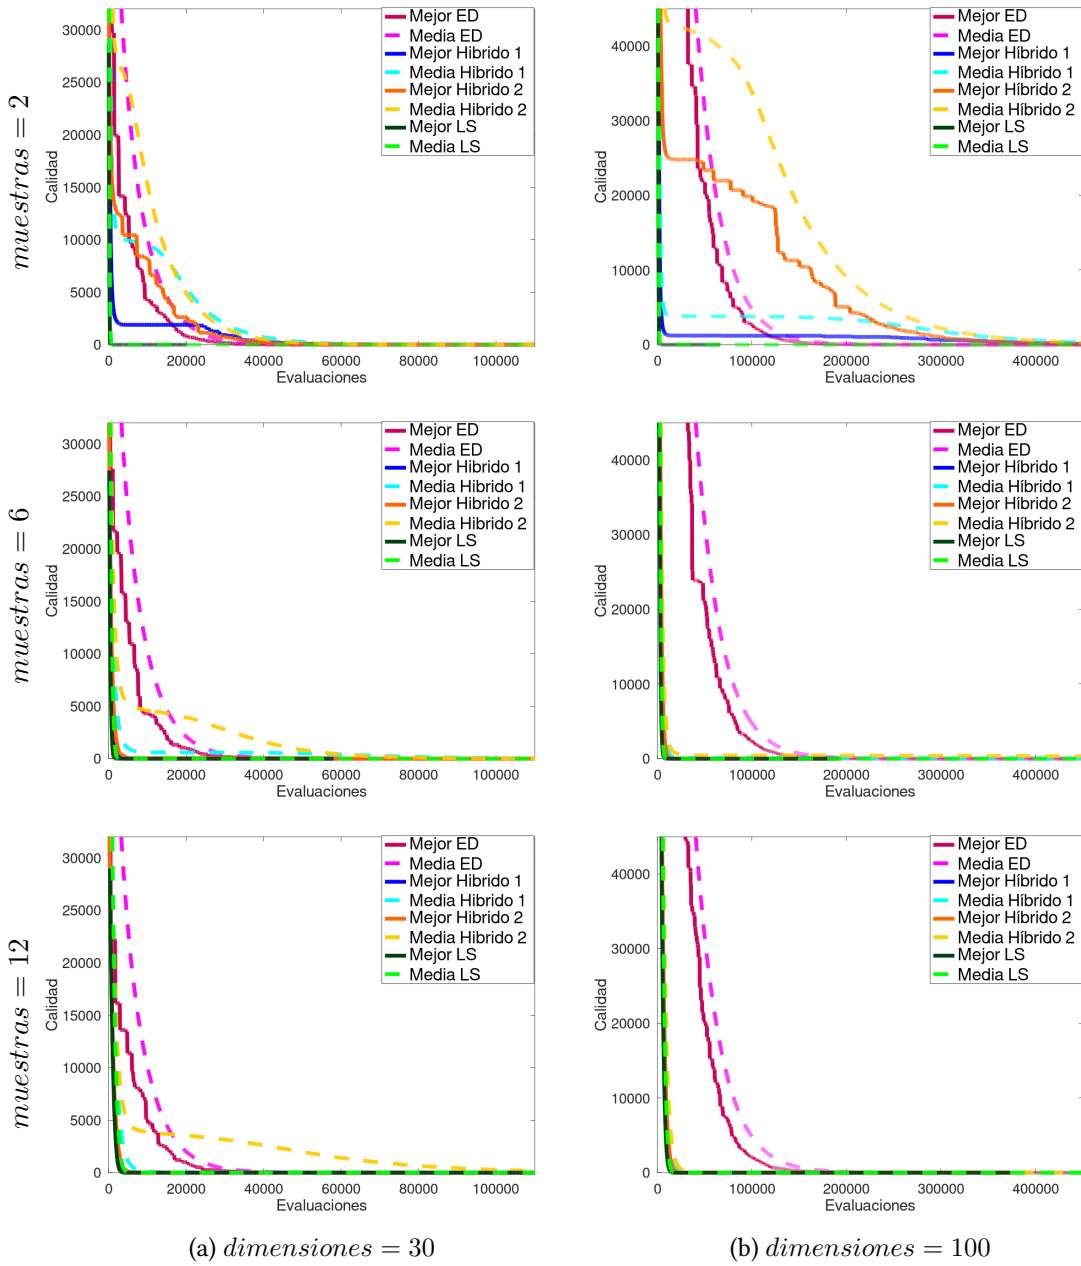 muestras = 2
Calidad
30000
25000
20000
15000
10000
5000
0
0
20000
40000
60000
80000
100000
Evaluaciones
Mejor ED
Media ED
Mejor Hibrido 1
Media Hibrido 1
Mejor Hibrido 2
Media Hibrido 2
Mejor LS
Media LS
Calidad
40000
30000
20000
10000
0
0
100000
200000
300000
400000
Evaluaciones
Mejor ED
Media ED
Mejor Híbrido 1
Media Híbrido 1
Mejor Híbrido 2
Media Híbrido 2
Mejor LS
Media LS
muestras = 6
Calidad
30000
25000
20000
15000
10000
5000
0
0
20000
40000
60000
80000
100000
Evaluaciones
Mejor ED
Media ED
Mejor Hibrido 1
Media Hibrido 1
Mejor Hibrido 2
Media Hibrido 2
Mejor LS
Media LS
Calidad
40000
30000
20000
10000
0
0
100000
200000
300000
400000
Evaluaciones
Mejor ED
Media ED
Mejor Híbrido 1
Media Híbrido 1
Mejor Híbrido 2
Media Híbrido 2
Mejor LS
Media LS
muestras = 12
Calidad
30000
25000
20000
15000
10000
5000
0
0
20000
40000
60000
80000
100000
Evaluaciones
Mejor ED
Media ED
Mejor Hibrido 1
Media Hibrido 1
Mejor Hibrido 2
Media Hibrido 2
Mejor LS
Media LS
Calidad
40000
30000
20000
10000
0
0
100000
200000
300000
400000
Evaluaciones
Mejor ED
Media ED
Mejor Híbrido 1
Media Híbrido 1
Mejor Híbrido 2
Media Híbrido 2
Mejor LS
Media LS
(a) dimensiones = 30
(b) dimensiones = 100